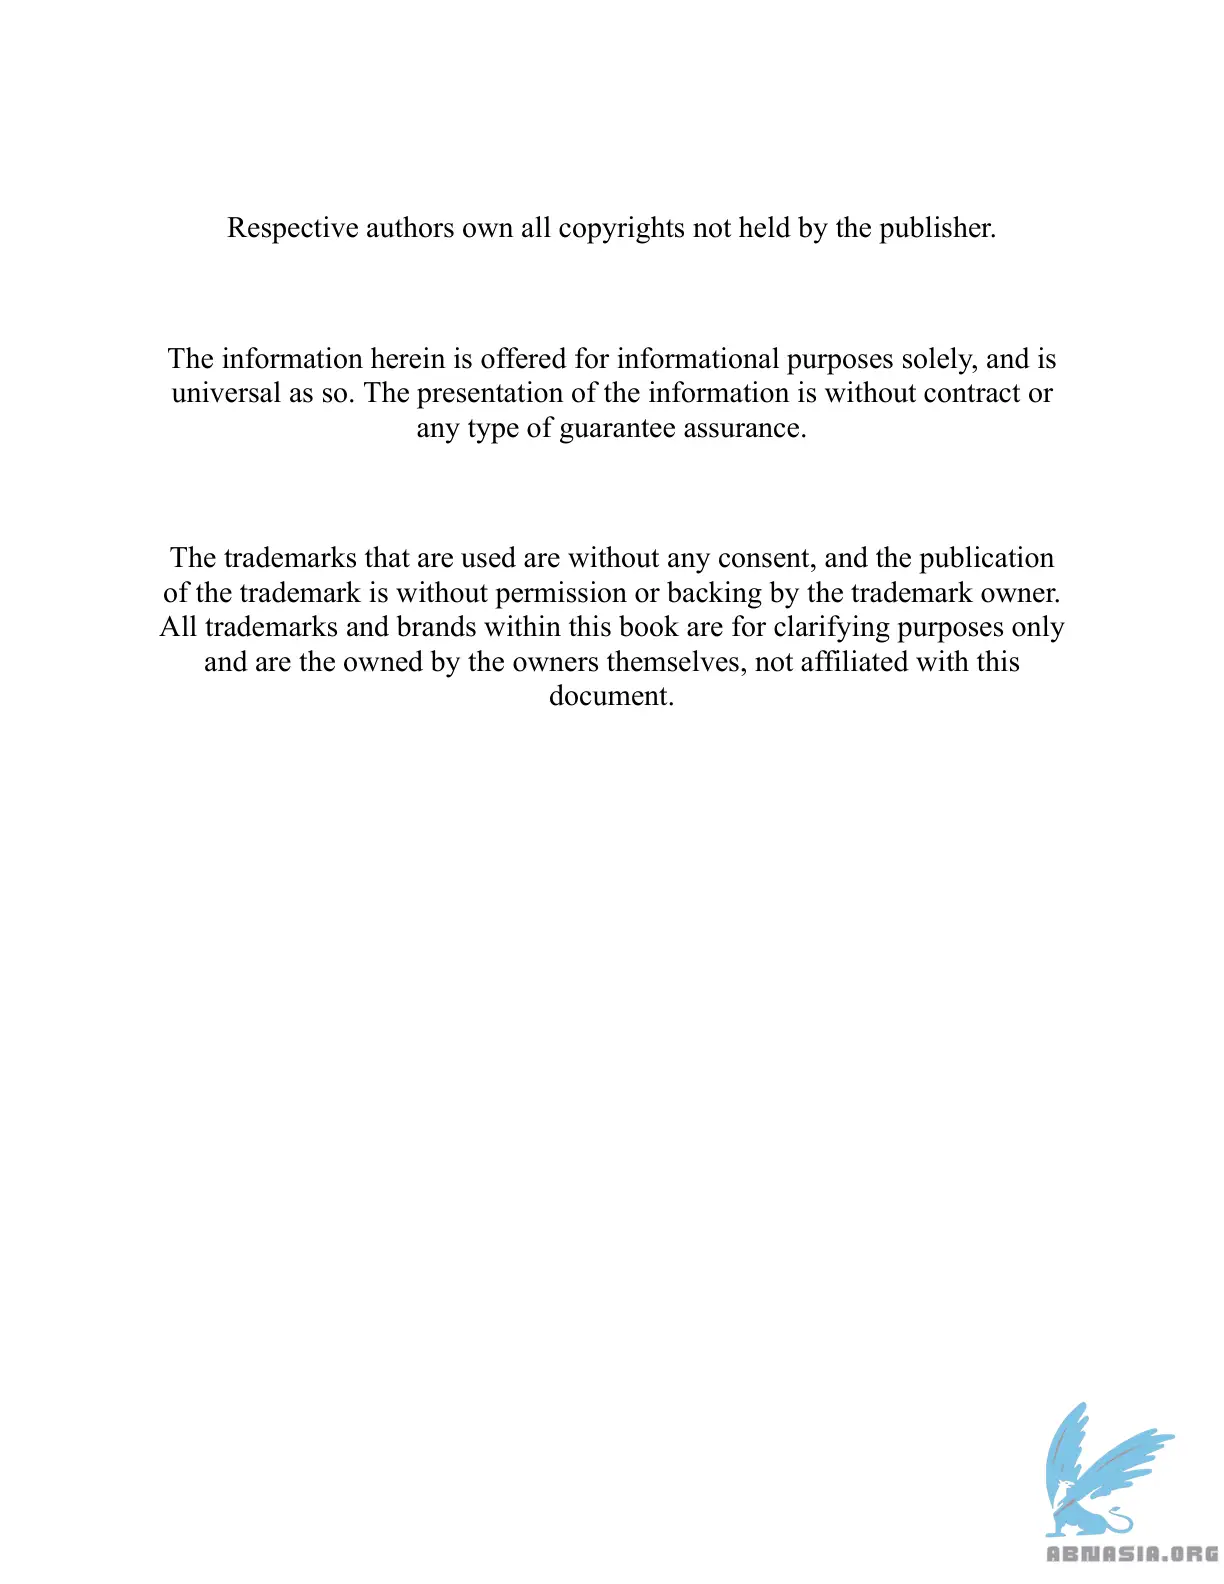 Respective authors own all copyrights not held by the publisher.
The information herein is offered for informational purposes solely, and is
universal as so. The presentation of the information is without contract or
any type of guarantee assurance.
The trademarks that are used are without any consent, and the publication
of the trademark is without permission or backing by the trademark owner.
All trademarks and brands within this book are for clarifying purposes only
and are the owned by the owners themselves, not affiliated with this
document.
ABNASIA.ORG